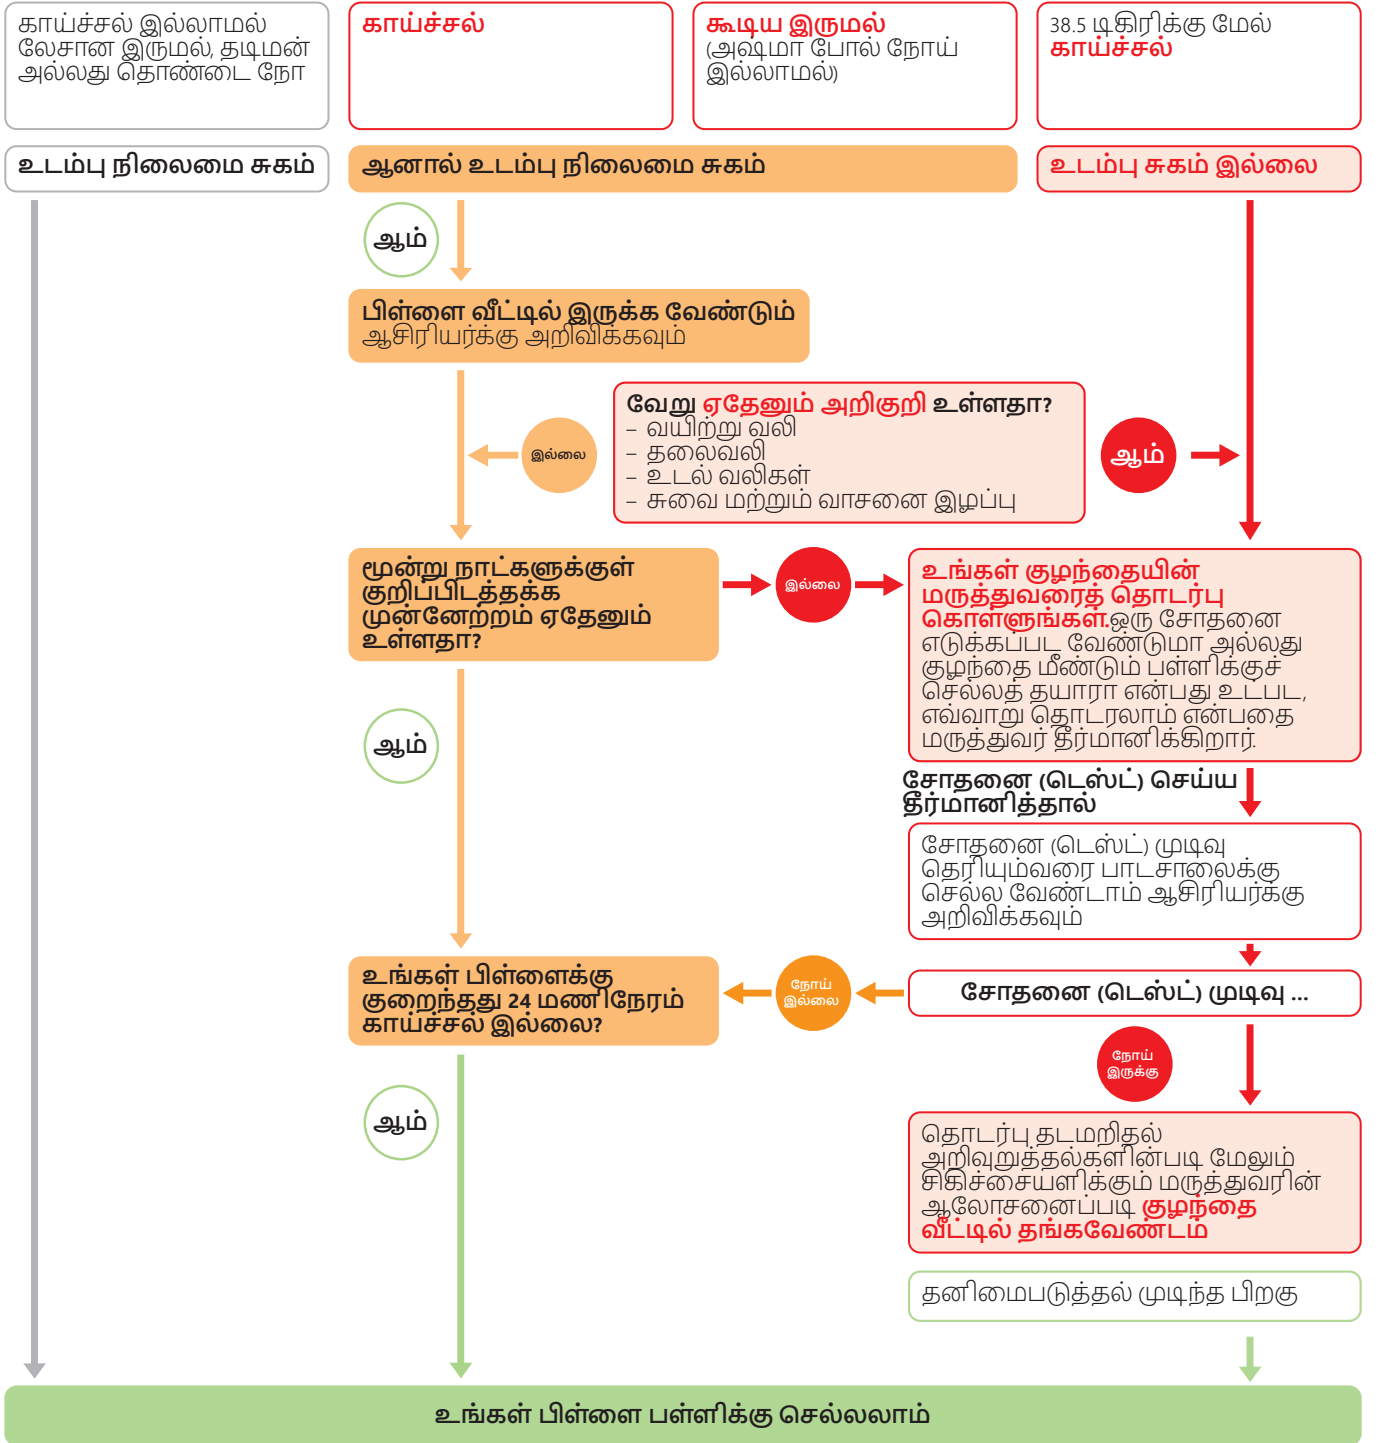 காய்ச்சல் இல்லாமல்
லேசான இருமல், தடிமன்
அல்லது தொண்டை நோ
காய்ச்சல்
கூடிய இருமல்
(அஷ்மா போல் நோய்
இல்லாமல்)
38.5 டிகிரிக்கு மேல்
காய்ச்சல்
உடம்பு நிலைமை சுகம்
ஆனால் உடம்பு நிலைமை சுகம்
உடம்பு சுகம் இல்லை
ஆம்
பிள்ளை வீட்டில் இருக்க வேண்டும்
ஆசிரியர்க்கு அறிவிக்கவும்
வேறு ஏதேனும் அறிகுறி உள்ளதா?
– வயிற்று வலி
– தலைவலி
– உடல் வலிகள்
– சுவை மற்றும் வாசனை இழப்பு
இல்லை
ஆம்
மூன்று நாட்களுக்குள்
குறிப்பிடத்தக்க
முன்னேற்றம் ஏதேனும்
உள்ளதா?
இல்லை
உங்கள் குழந்தையின்
மருத்துவரைத் தொடர்பு
கொள்ளுங்கள்.ஒரு சோதனை
எடுக்கப்பட வேண்டுமா அல்லது
குழந்தை மீண்டும் பள்ளிக்குச்
செல்லத் தயாரா என்பது உட்பட,
எவ்வாறு தொடரலாம் என்பதை
மருத்துவர் தீர்மானிக்கிறார்.
ஆம்
சோதனை (டெஸ்ட்) செய்ய
தீர்மானித்தால்
சோதனை (டெஸ்ட்) முடிவு
தெரியும்வரை பாடசாலைக்கு
செல்ல வேண்டாம் ஆசிரியர்க்கு
அறிவிக்கவும்
உங்கள் பிள்ளைக்கு
குறைந்தது 24 மணிநேரம்
காய்ச்சல் இல்லை?
நோய்
இல்லை
சோதனை (டெஸ்ட்) முடிவு ...
நோய்
இருக்கு
ஆம்
தொடர்பு தடமறிதல்
அறிவுறுத்தல்களின்படி மேலும்
சிகிச்சையளிக்கும் மருத்துவரின்
ஆலோசனைப்படி குழந்தை
வீட்டில் தங்கவேண்டம்
தனிமைபடுத்தல் முடிந்த பிறகு
உங்கள் பிள்ளை பள்ளிக்கு செல்லலாம்